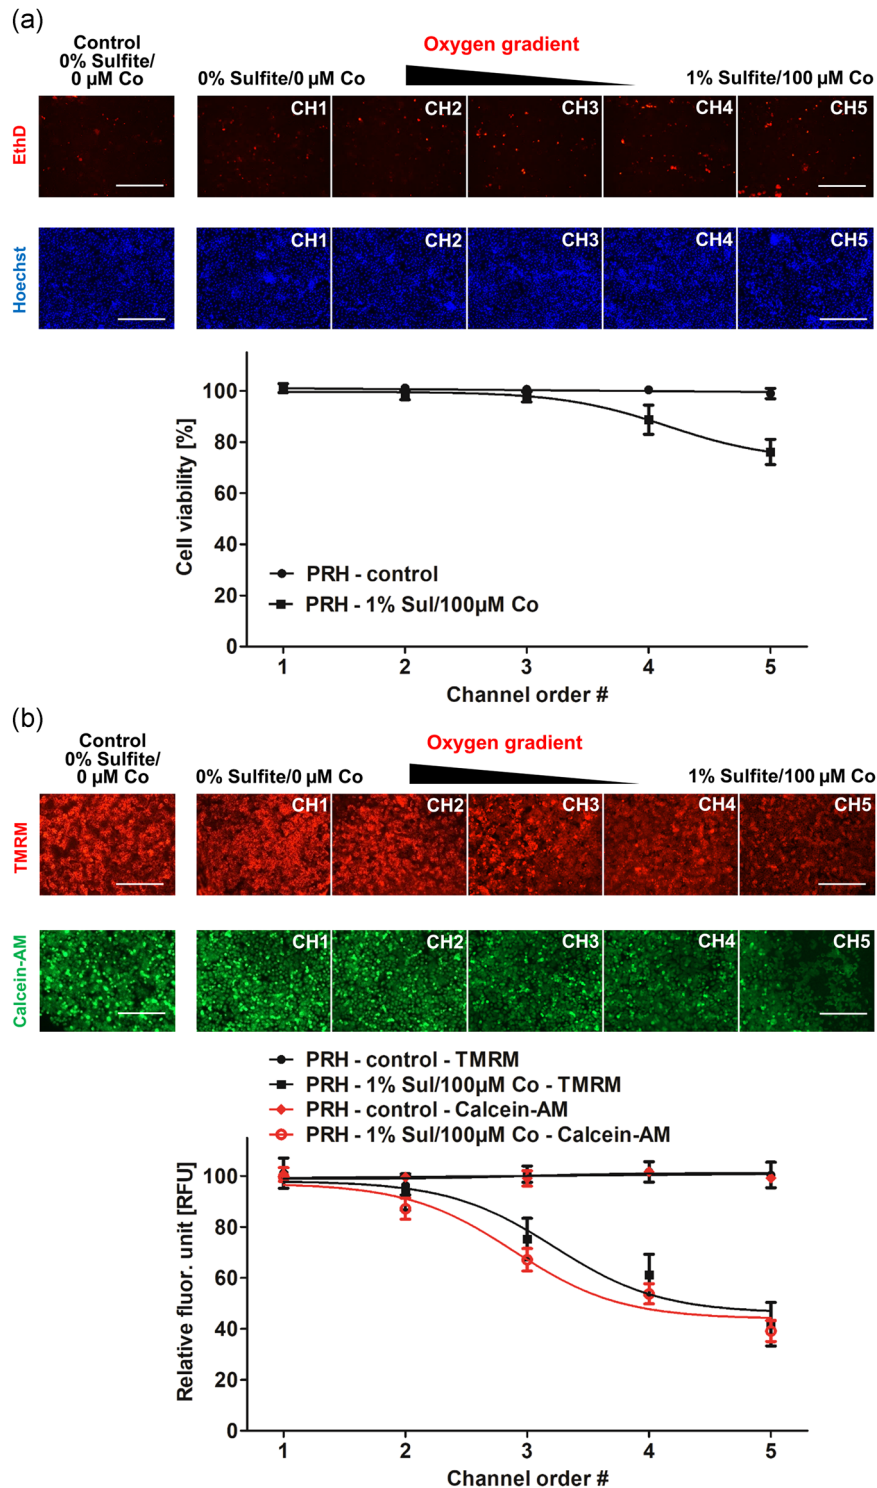 (a)
Control
0% Sulfite/
0 µM Co
Oxygen gradient
0% Sulfite/0 µM Co
1% Sulfite/100 µM Co
EthD
CH1
CH2
CH3
CH4
CH5
Hoechst
CH1
CH2
CH3
CH4
CH5
Cell viability [%]
100
80
60
40
20
0
PRH - control
PRH - 1% Sul/100µM Co
1
2
3
4
5
Channel order #
(b)
Control
0% Sulfite/
0 µM Co
Oxygen gradient
0% Sulfite/0 µM Co
1% Sulfite/100 µM Co
TMRM
CH1
CH2
CH3
CH4
CH5
Calcein-AM
CH1
CH2
CH3
CH4
CH5
PRH - control - TMRM
PRH - 1% Sul/100µM Co - TMRM
PRH - control - Calcein-AM
PRH - 1% Sul/100µM Co - Calcein-AM
Relative fluor. unit [RFU]
100
80
60
40
20
0
1
2
3
4
5
Channel order #